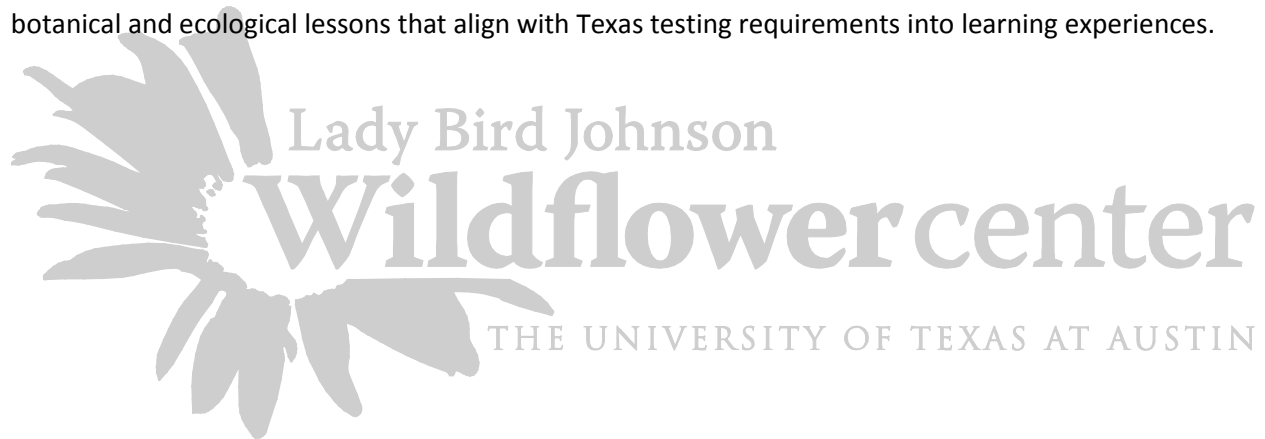 botanical and ecological lessons that align with Texas testing requirements into learning experiences.
Lady Bird Johnson
Wildflower center
THE UNIVERSITY OF TEXAS AT AUSTIN